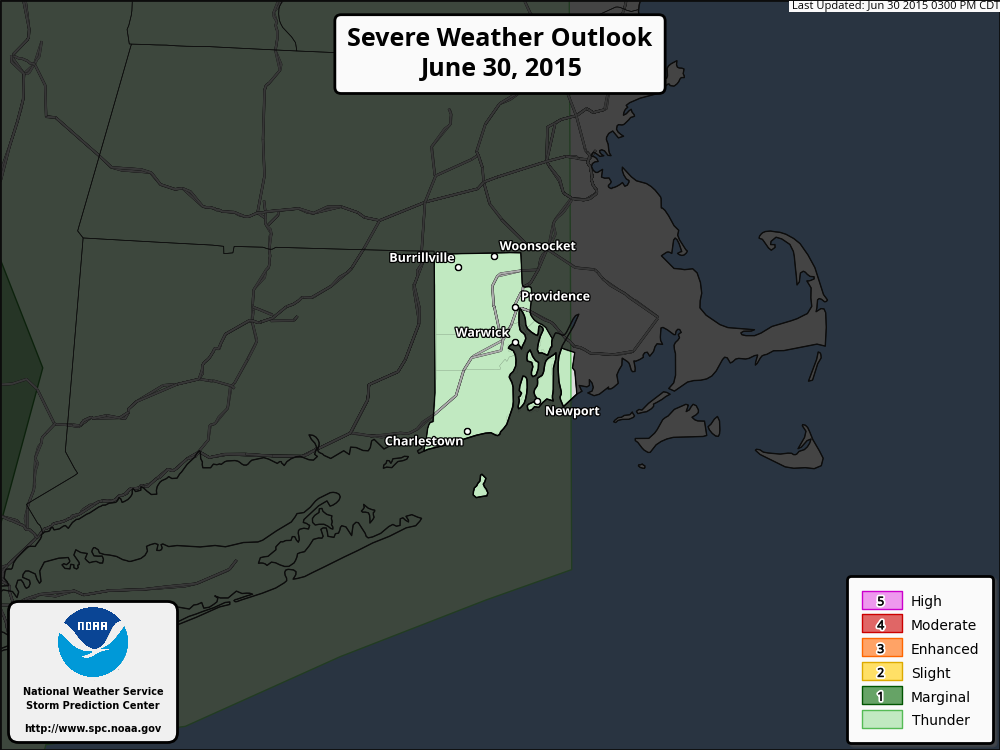 Last Updated: Jun 30 2015 0300 PM CDT
Severe Weather Outlook
June 30, 2015
Woonsocket
Burrillville
Providence
Warwick
Newport
Charlestown
5 High
4 Moderate
3 Enhanced
2 Slight
1 Marginal
Thunder
NOAA
National Weather Service
Storm Prediction Center
http://www.spc.noaa.gov